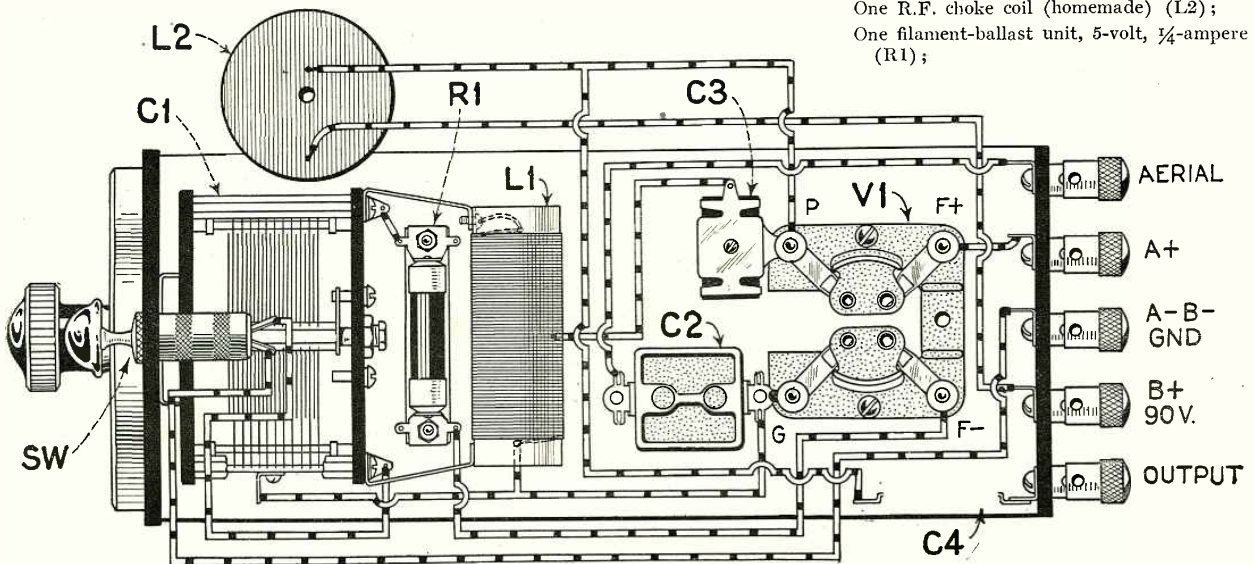 One R.F. choke coil (homemade) (L2);
One filament-ballast unit, 5-volt, ¼-ampere
(R1);
L2
C1
R1
C3
L1
V1
P
F+
AERIAL
A+
A-B-
GND
C2
B+
90V.
G
F-
SW
OUTPUT
C4